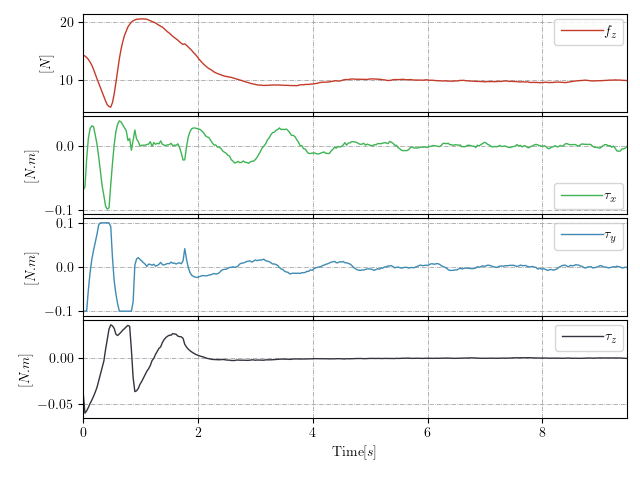 20
10
[N]
f_z
0.0
−0.1
[N.m]
τ_x
0.1
0.0
−0.1
[N.m]
τ_y
0.00
−0.05
[N.m]
τ_z
0 2 4 6 8
Time[s]